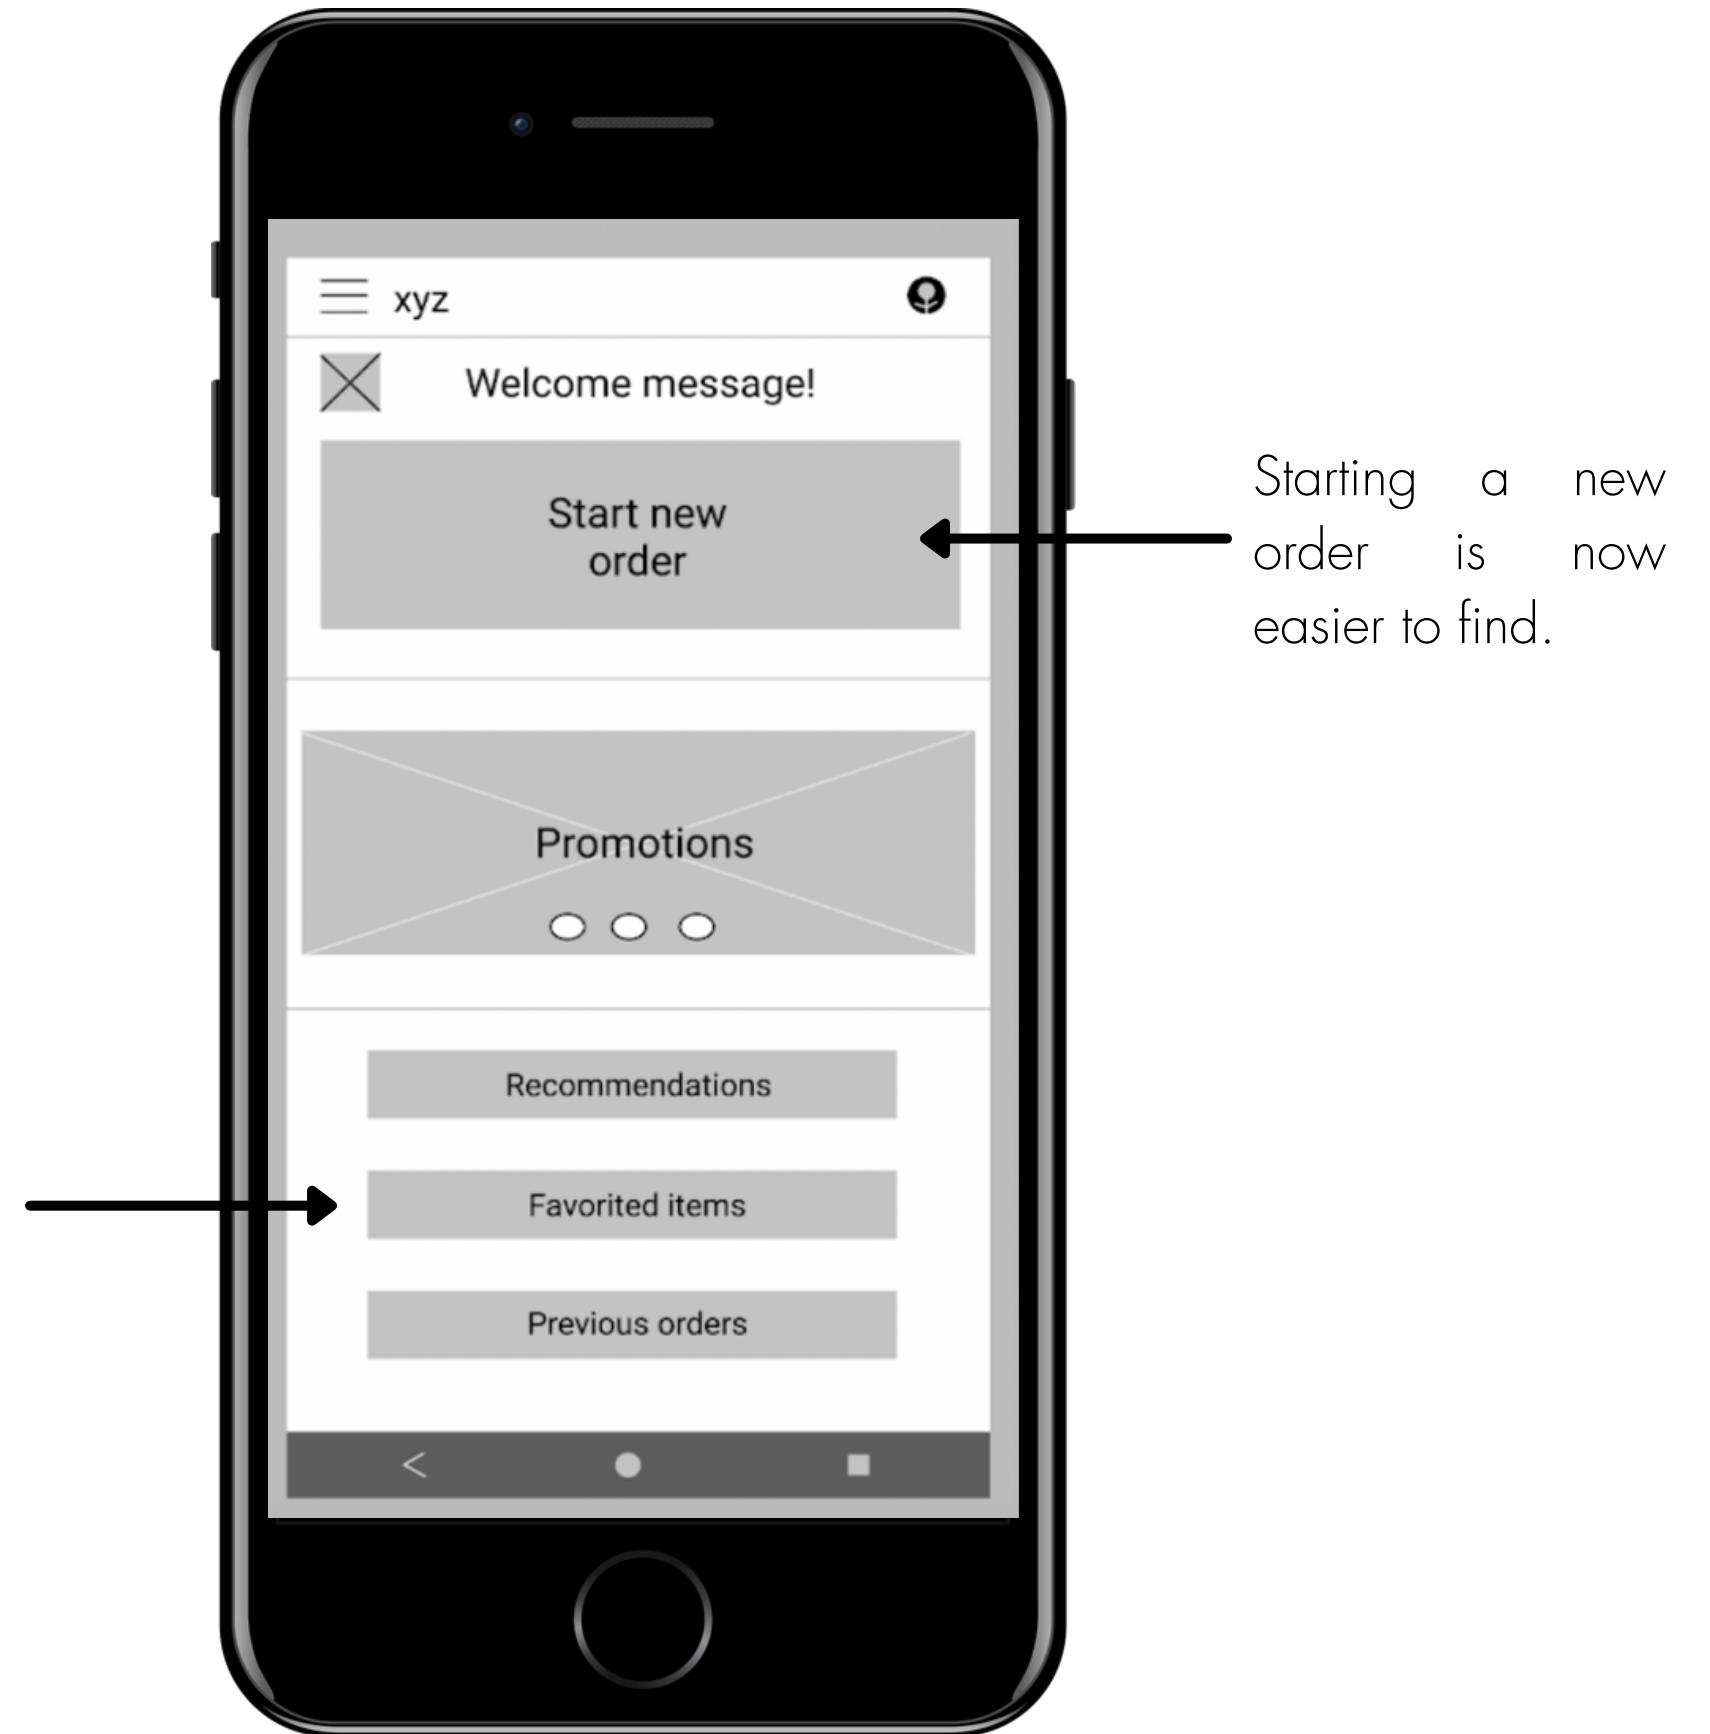 xyz
Welcome message!
Start new
order
Starting a new
order is now
easier to find.
Promotions
Recommendations
Favorited items
Previous orders